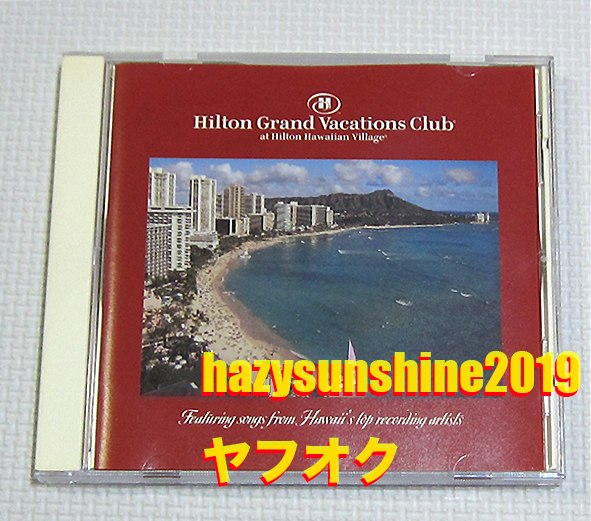 Hilton Grand Vacations Club®
at Hilton Hawaiian Village®
hazysunshine2019
Featuring songs from Hawaii's top recording artists
ヤフオク